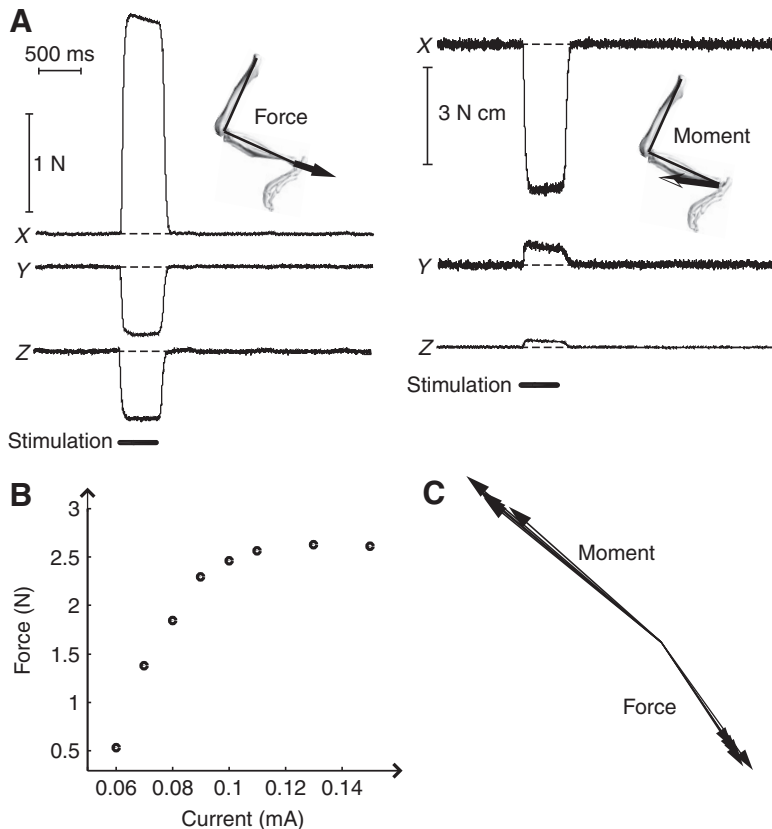 A
500 ms
1 N
Force
X
Y
Z
Stimulation
X
3 N cm
Moment
Y
Z
Stimulation
B
Force (N)
3
2.5
2
1.5
1
0.5
0.06 0.08 0.1 0.12 0.14
Current (mA)
C
Moment
Force